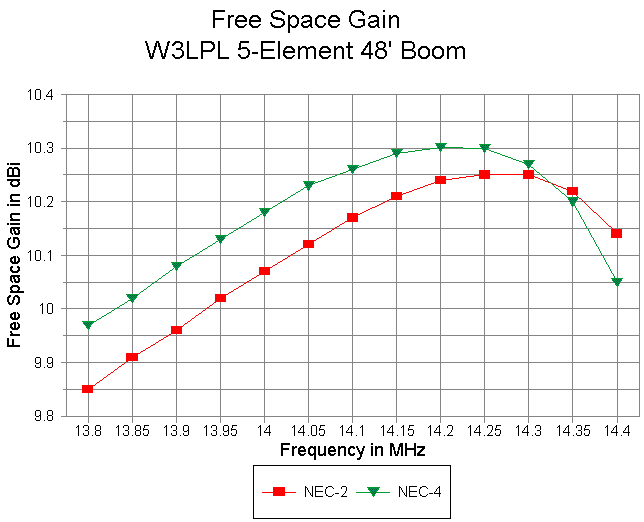 Free Space Gain
W3LPL 5-Element 48' Boom
Free Space Gain in dBi
10.4
10.3
10.2
10.1
10
9.9
9.8
13.8 13.85 13.9 13.95 14 14.05 14.1 14.15 14.2 14.25 14.3 14.35 14.4
Frequency in MHz
NEC-2 NEC-4